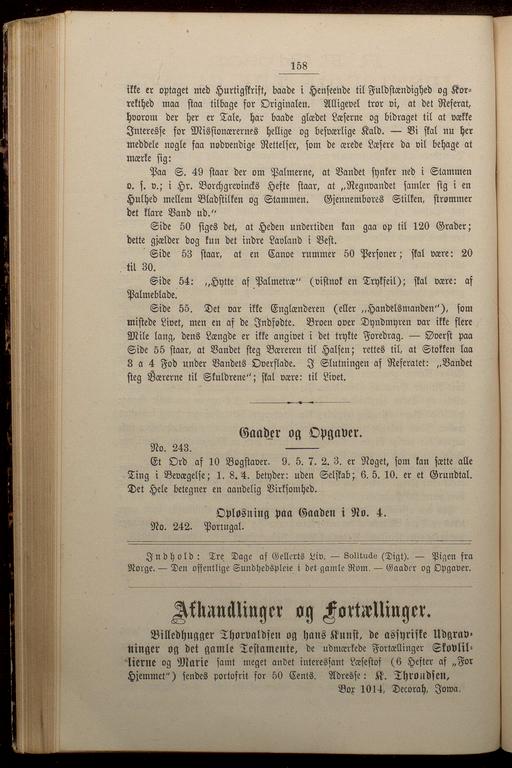 158
ikke er optaget med Hurtigskrift, baade i Henseende til Fuldstændighed og Kor-
rekthed maa staa tilbage for Originalen. Alligevel tror vi, at det Referat,
hvorom der her er Tale, har baade glædet Læserne og bidraget til at vække
Interesse for Missionærernes hellige og besværlige Kald. — Vi skal nu her
meddele nogle faa nødvendige Rettelser, som de ærede Læsere da vil behage at
mærke sig:
Paa S. 49 staar der om Palmerne, at Vandet synker ned i Stammen
o. s. v.; i Hr. Borchgrevincks Hefte staar, at „Regnvandet samler sig i en
Hulhed mellem Bladstilken og Stammen. Gjennembores Stilken, strømmer
det klare Vand ud.“
Side 50 siges det, at Heden undertiden kan gaa op til 120 Grader;
dette gjælder dog kun det indre Lavland i Vest.
Side 53 staar, at en Canoe rummer 50 Personer; skal være: 20
til 30.
Side 54: „Hytte af Palmetræ“ (vistnok en Trykfeil); skal være: af
Palmeblade.
Side 55. Det var ikke Englænderen (eller „Handelsmanden“), som
mistede Livet, men en af de Indfødte. Broen over Dyndmyren var ikke flere
Mile lang, dens Længde er ikke angivet i det trykte Foredrag. — Øverst paa
Side 55 staar, at Vandet steg Bæreren til Halsen; rettes til, at Stokken laa
3 a 4 Fod under Vandets Overflade. I Slutningen af Referatet: „Vandet
steg Bærerne til Skuldrene“; skal være: til Livet.
Gaader og Opgaver.
No. 243.
Et Ord af 10 Bogstaver. 9. 5. 7. 2. 3. er Noget, som kan sætte alle
Ting i Bevægelse; 1. 8. 4. betyder: uden Selskab; 6. 5. 10. er et Grundtal.
Det Hele betegner en aandelig Virksomhed.
Opløsning paa Gaaden i No. 4.
No. 242. Portugal.
Indhold: Tre Dage af Gellerts Liv. — Solitude (Digt). — Pigen fra
Norge. — Den offentlige Sundhedspleie i det gamle Rom. — Gaader og Opgaver.
Afhandlinger og Fortællinger.
Billedhugger Thorvaldsen og hans Kunst, de assyriske Udgrav-
ninger og det gamle Testamente, de udmærkede Fortællinger Skovlil-
lierne og Marie samt meget andet interessant Læsestof (6 Hefter af „For
Hjemmet“) sendes portofrit for 50 Cents. Adresse: K. Throndsen,
Box 1014, Decorah, Iowa.